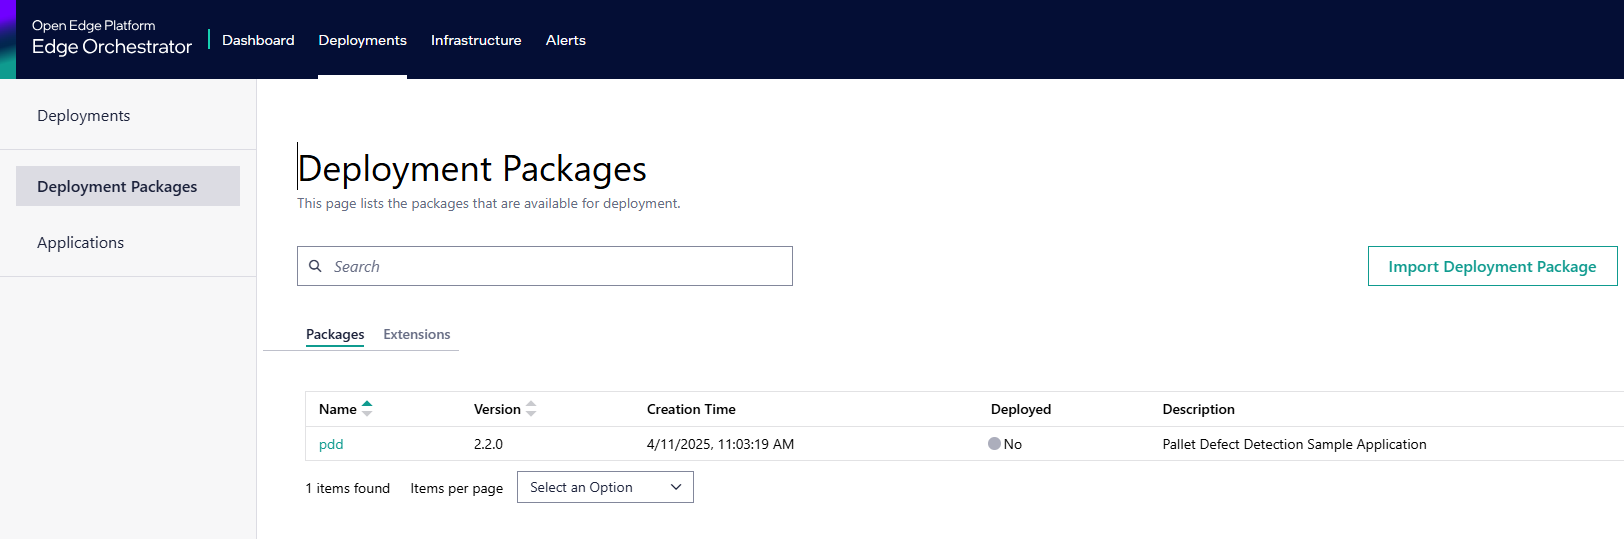 Open Edge Platform
Edge Orchestrator
Dashboard Deployments Infrastructure Alerts
Deployments
Deployment Packages
Applications
Deployment Packages
This page lists the packages that are available for deployment.
Search
Import Deployment Package
Packages Extensions
Name Version Creation Time Deployed Description
pdd 2.2.0 4/11/2025, 11:03:19 AM No Pallet Defect Detection Sample Application
1 items found Items per page Select an Option